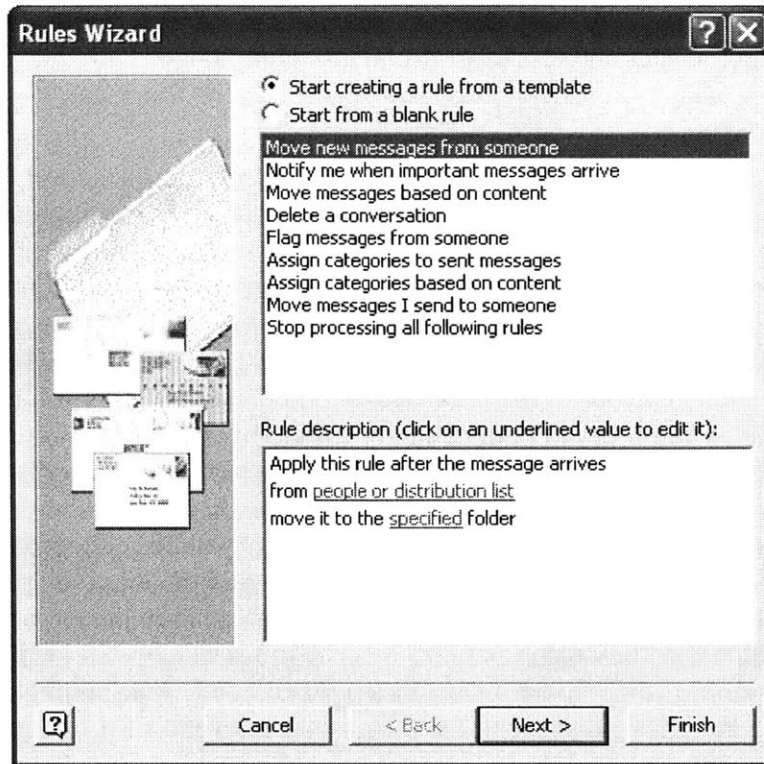 Rules Wizard
Start creating a rule from a template
Start from a blank rule
Move new messages from someone
Notify me when important messages arrive
Move messages based on content
Delete a conversation
Flag messages from someone
Assign categories to sent messages
Assign categories based on content
Move messages I send to someone
Stop processing all following rules
Rule description (click on an underlined value to edit it):
Apply this rule after the message arrives
from people or distribution list
move it to the specified folder
Cancel < Back Next > Finish